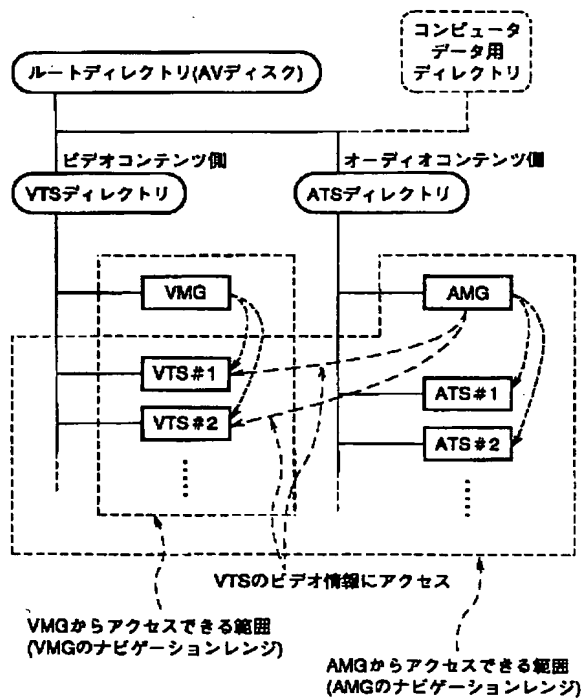 コンピュータ
データ用
ディレクトリ
ルートディレクトリ(AVディスク)
ビデオコンテンツ側
オーディオコンテンツ側
VTSディレクトリ
ATSディレクトリ
VMG
AMG
VTS#1
ATS#1
VTS#2
ATS#2
VTSのビデオ情報にアクセス
VMGからアクセスできる範囲
(VMGのナビゲーションレンジ)
AMGからアクセスできる範囲
(AMGのナビゲーションレンジ)